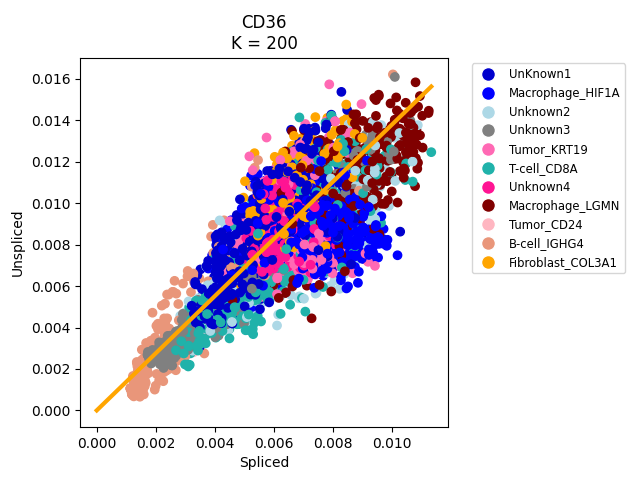 CD36
K = 200
Unspliced
0.016
0.014
0.012
0.010
0.008
0.006
0.004
0.002
0.000
0.000 0.002 0.004 0.006 0.008 0.010
Spliced
UnKnown1
Macrophage_HIF1A
Unknown2
Unknown3
Tumor_KRT19
T-cell_CD8A
Unknown4
Macrophage_LGMN
Tumor_CD24
B-cell_IGHG4
Fibroblast_COL3A1